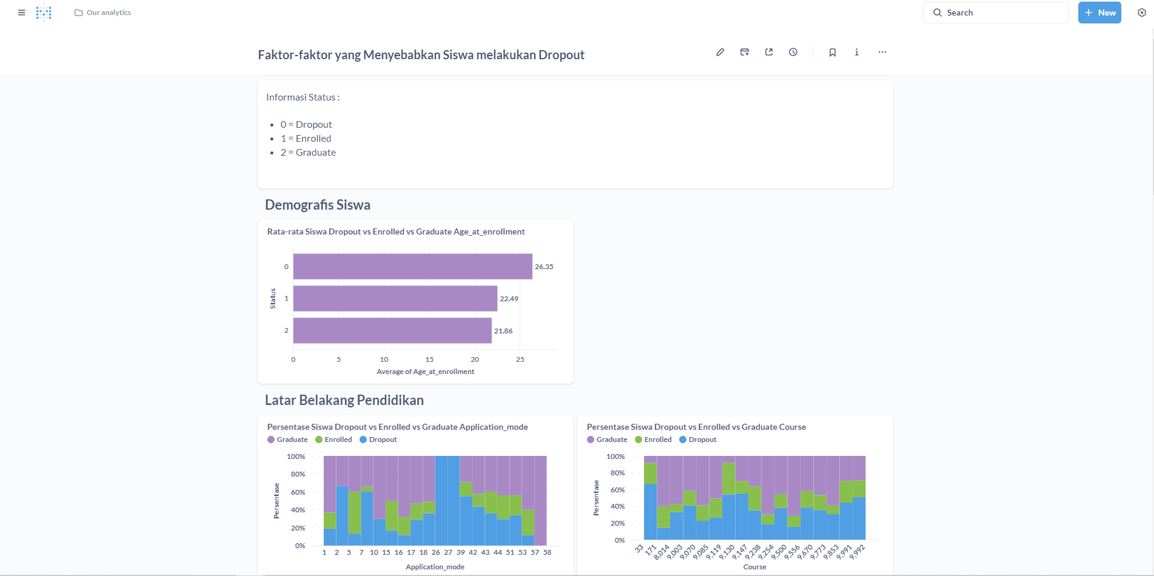 Our analytics
Search
New
Faktor-faktor yang Menyebabkan Siswa melakukan Dropout
Informasi Status :
• 0 = Dropout
• 1 = Enrolled
• 2 = Graduate
Demografis Siswa
Rata-rata Siswa Dropout vs Enrolled vs Graduate Age_at_enrollment
Status
0
26.35
1
22.49
2
21.86
0 5 10 15 20 25
Average of Age_at_enrollment
Latar Belakang Pendidikan
Persentase Siswa Dropout vs Enrolled vs Graduate Application_mode
Graduate Enrolled Dropout
Persentase
100%
80%
60%
40%
20%
0%
1 2 5 7 10 15 16 17 18 26 27 39 42 43 44 51 53 57 58
Application_mode
Persentase Siswa Dropout vs Enrolled vs Graduate Course
Graduate Enrolled Dropout
Persentase
100%
80%
60%
40%
20%
0%
33 171 8,014 9,003 9,070 9,085 9,119 9,130 9,147 9,238 9,254 9,500 9,556 9,670 9,773 9,853 9,991 9,992
Course